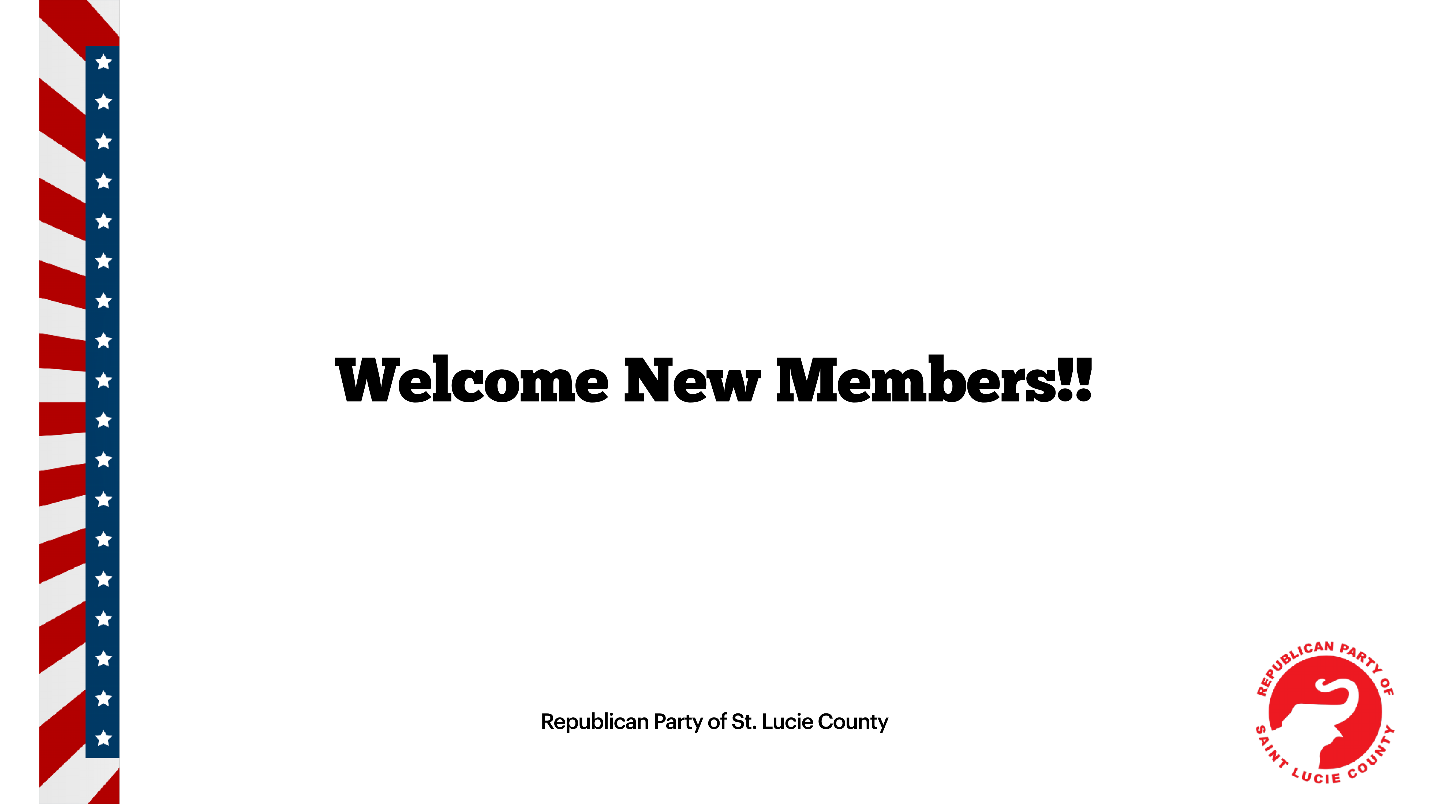 Welcome New Members!!
Republican Party of St. Lucie County
REPUBLICAN PARTY OF
SAINT LUCIE COUNTY